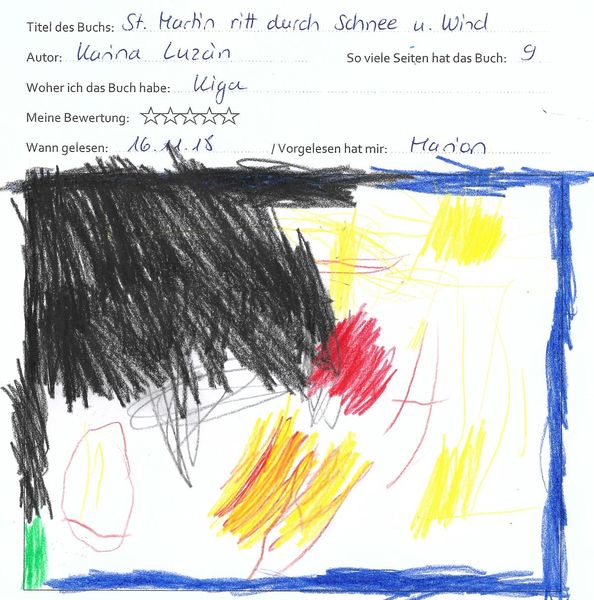 Titel des Buchs: St. Martin ritt durch Schnee u. Wind
Autor: Karina Luzán So viele Seiten hat das Buch: 9
Woher ich das Buch habe: Kiga
Meine Bewertung: ☆☆☆☆☆
Wann gelesen: 16.11.18 / Vorgelesen hat mir: Marion